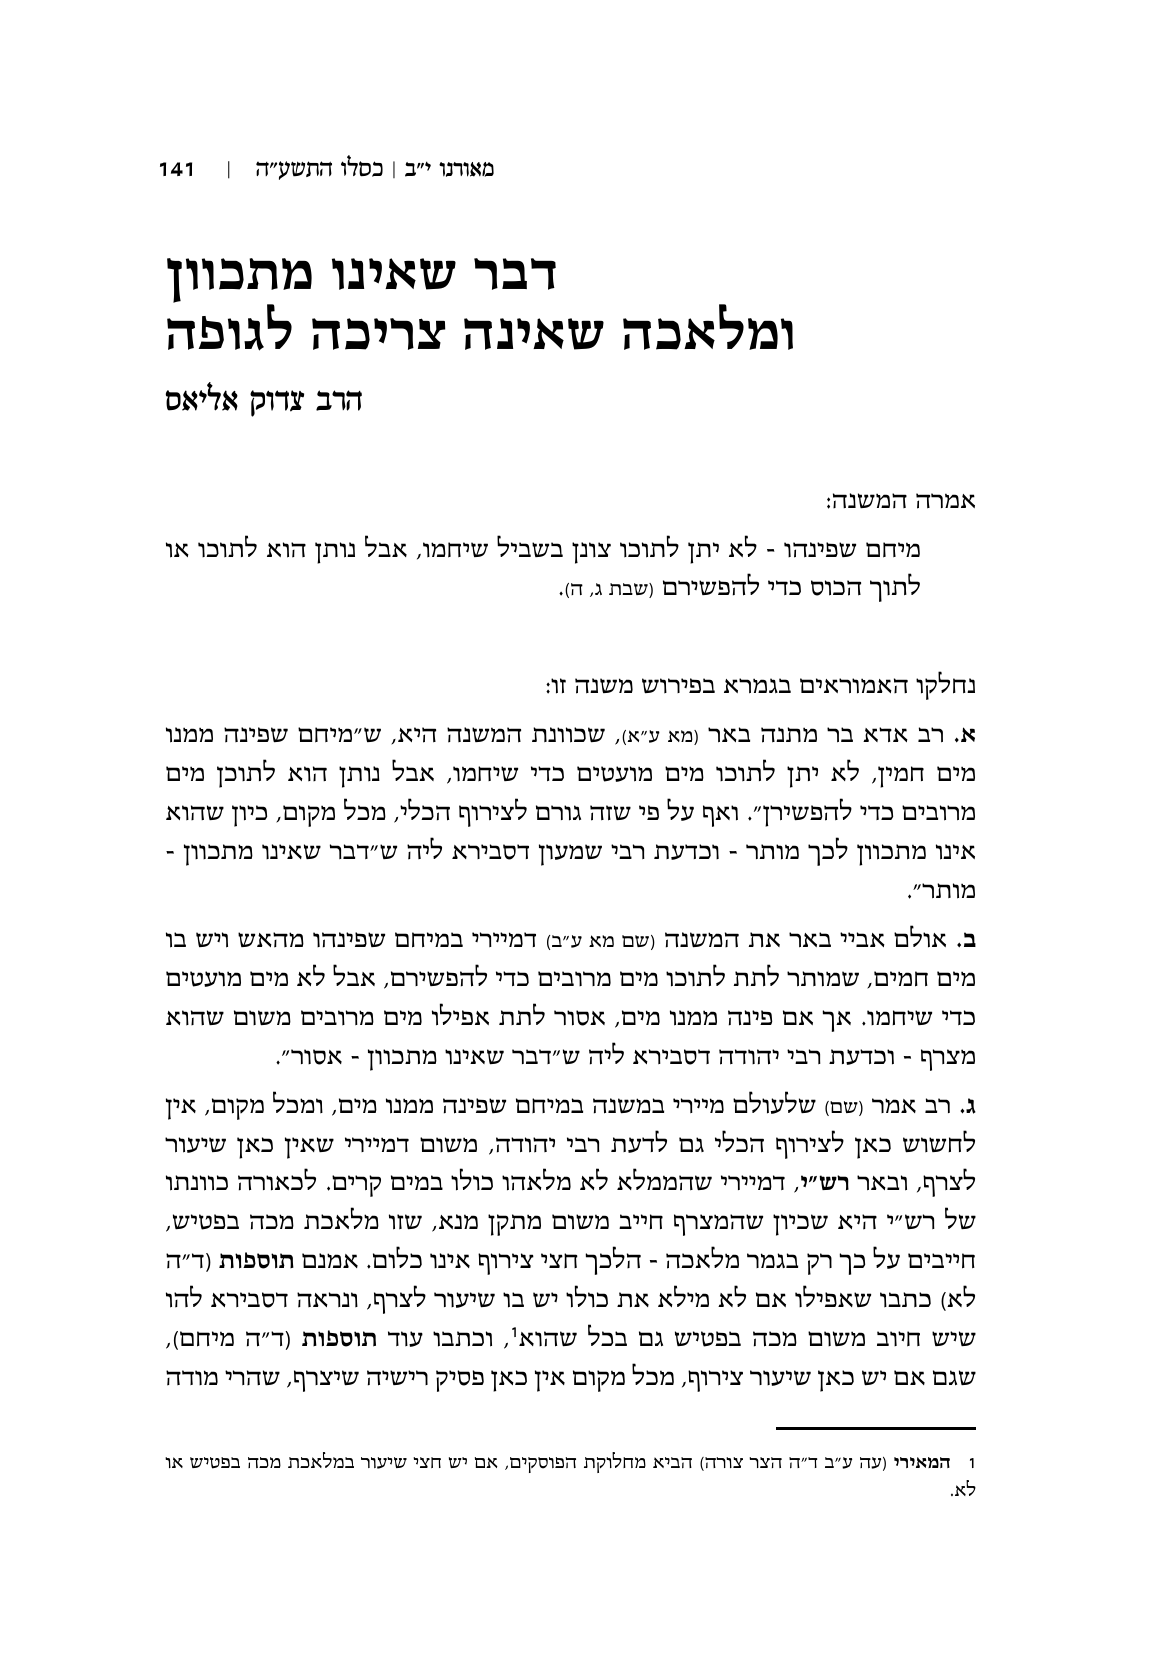 מאורנו י״ב | כסלו התשע״ה | 141
דבר שאינו מתכוון
ומלאכה שאינה צריכה לגופה
הרב צדוק אליאס
אמרה המשנה:
מיחם שפינהו - לא יתן לתוכו צונן בשביל שיחמו, אבל נותן הוא לתוכו או
לתוך הכוס כדי להפשירם (שבת ג, ה).
נחלקו האמוראים בגמרא בפירוש משנה זו:
א. רב אדא בר מתנה באר (מא ע״א), שכוונת המשנה היא, ש״מיחם שפינה ממנו
מים חמין, לא יתן לתוכו מים מועטים כדי שיחמו, אבל נותן הוא לתוכן מים
מרובים כדי להפשירן״. ואף על פי שזה גורם לצירוף הכלי, מכל מקום, כיון שהוא
אינו מתכוון לכך מותר - וכדעת רבי שמעון דסבירא ליה ש״דבר שאינו מתכוון -
מותר״.
ב. אולם אביי באר את המשנה (שם מא ע״ב) דמיירי במיחם שפינהו מהאש ויש בו
מים חמים, שמותר לתת לתוכו מים מרובים כדי להפשירם, אבל לא מים מועטים
כדי שיחמו. אך אם פינה ממנו מים, אסור לתת אפילו מים מרובים משום שהוא
מצרף - וכדעת רבי יהודה דסבירא ליה ש״דבר שאינו מתכוון - אסור״.
ג. רב אמר (שם) שלעולם מיירי במשנה במיחם שפינה ממנו מים, ומכל מקום, אין
לחשוש כאן לצירוף הכלי גם לדעת רבי יהודה, משום דמיירי שאין כאן שיעור
לצרף, ובאר רש״י, דמיירי שהממלא לא מלאהו כולו במים קרים. לכאורה כוונתו
של רש״י היא שכיון שהמצרף חייב משום מתקן מנא, שזו מלאכת מכה בפטיש,
חייבים על כך רק בגמר מלאכה - הלכך חצי צירוף אינו כלום. אמנם תוספות (ד״ה
לא) כתבו שאפילו אם לא מילא את כולו יש בו שיעור לצרף, ונראה דסבירא להו
שיש חיוב משום מכה בפטיש גם בכל שהוא1, וכתבו עוד תוספות (ד״ה מיחם),
שגם אם יש כאן שיעור צירוף, מכל מקום אין כאן פסיק רישיה שיצרף, שהרי מודה
1 המאירי (עה ע״ב ד״ה הצר צורה) הביא מחלוקת הפוסקים, אם יש חצי שיעור במלאכת מכה בפטיש או
לא.